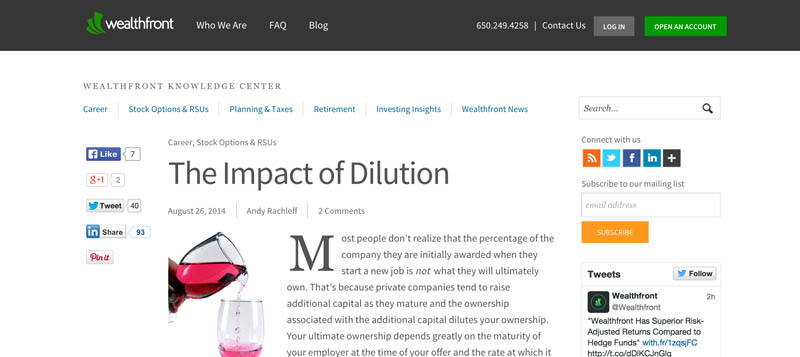 wealthfront Who We Are FAQ Blog 650.249.4258 | Contact Us LOG IN OPEN AN ACCOUNT
WEALTHFRONT KNOWLEDGE CENTER
Career Stock Options & RSUs Planning & Taxes Retirement Investing Insights Wealthfront News
Search...
Like 7
+1 2
Tweet 40
Share 93
Pin it
Career, Stock Options & RSUs
The Impact of Dilution
August 26, 2014 Andy Rachleff 2 Comments
Most people don't realize that the percentage of the
company they are initially awarded when they
start a new job is not what they will ultimately
own. That's because private companies tend to raise
additional capital as they mature and the ownership
associated with the additional capital dilutes your ownership.
Your ultimate ownership depends greatly on the maturity of
your employer at the time of your offer and the rate at which it
Connect with us
Subscribe to our mailing list
email address
SUBSCRIBE
Tweets Follow
Wealthfront 2h
@Wealthfront
"Wealthfront Has Superior Risk-
Adjusted Returns Compared to
Hedge Funds" wlth.fr/1zqsjFC